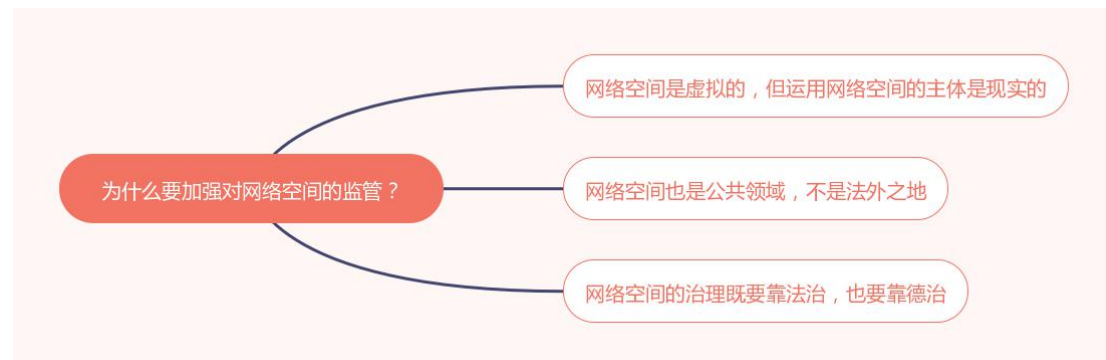 网络空间是虚拟的，但运用网络空间的主体是现实的
为什么要加强对网络空间的监管？
网络空间也是公共领域，不是法外之地
网络空间的治理既要靠法治，也要靠德治